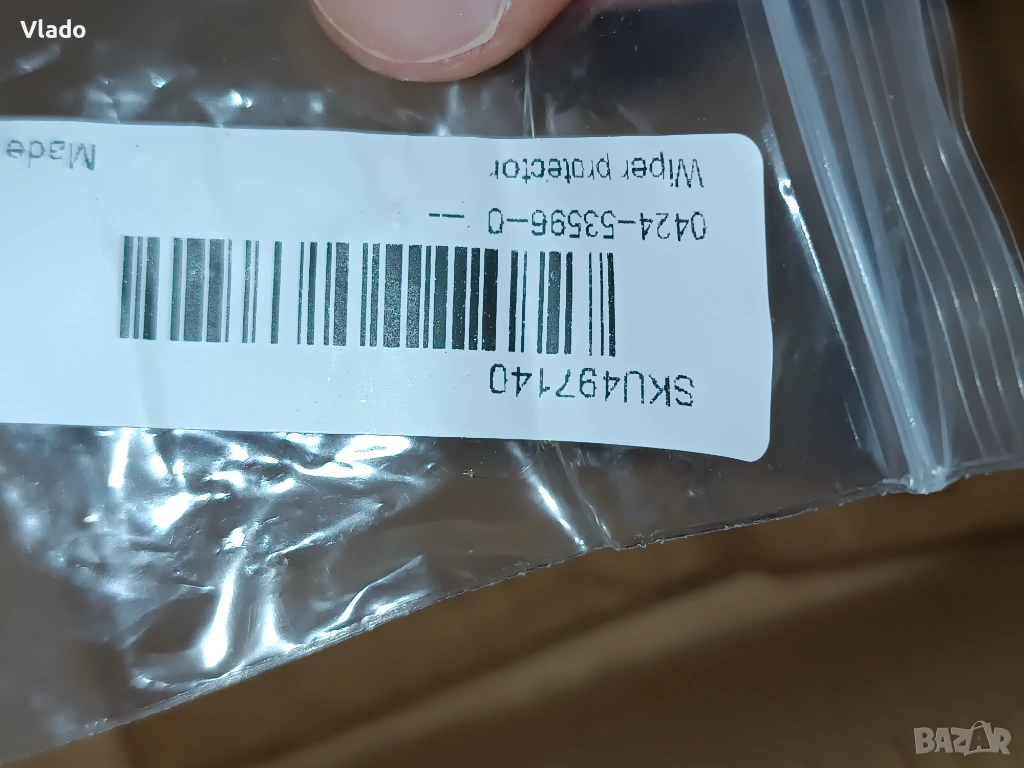 Vlado
SKU497140
0424-53596-0 --
Wiper protector
Made
BAZAR